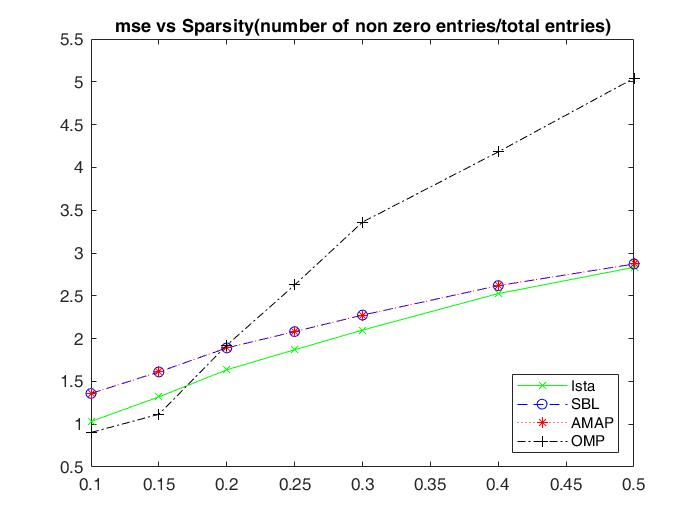 mse vs Sparsity(number of non zero entries/total entries)
5.5
5
4.5
4
3.5
3
2.5
2
1.5
1
0.5
Ista
SBL
AMAP
OMP
0.1 0.15 0.2 0.25 0.3 0.35 0.4 0.45 0.5